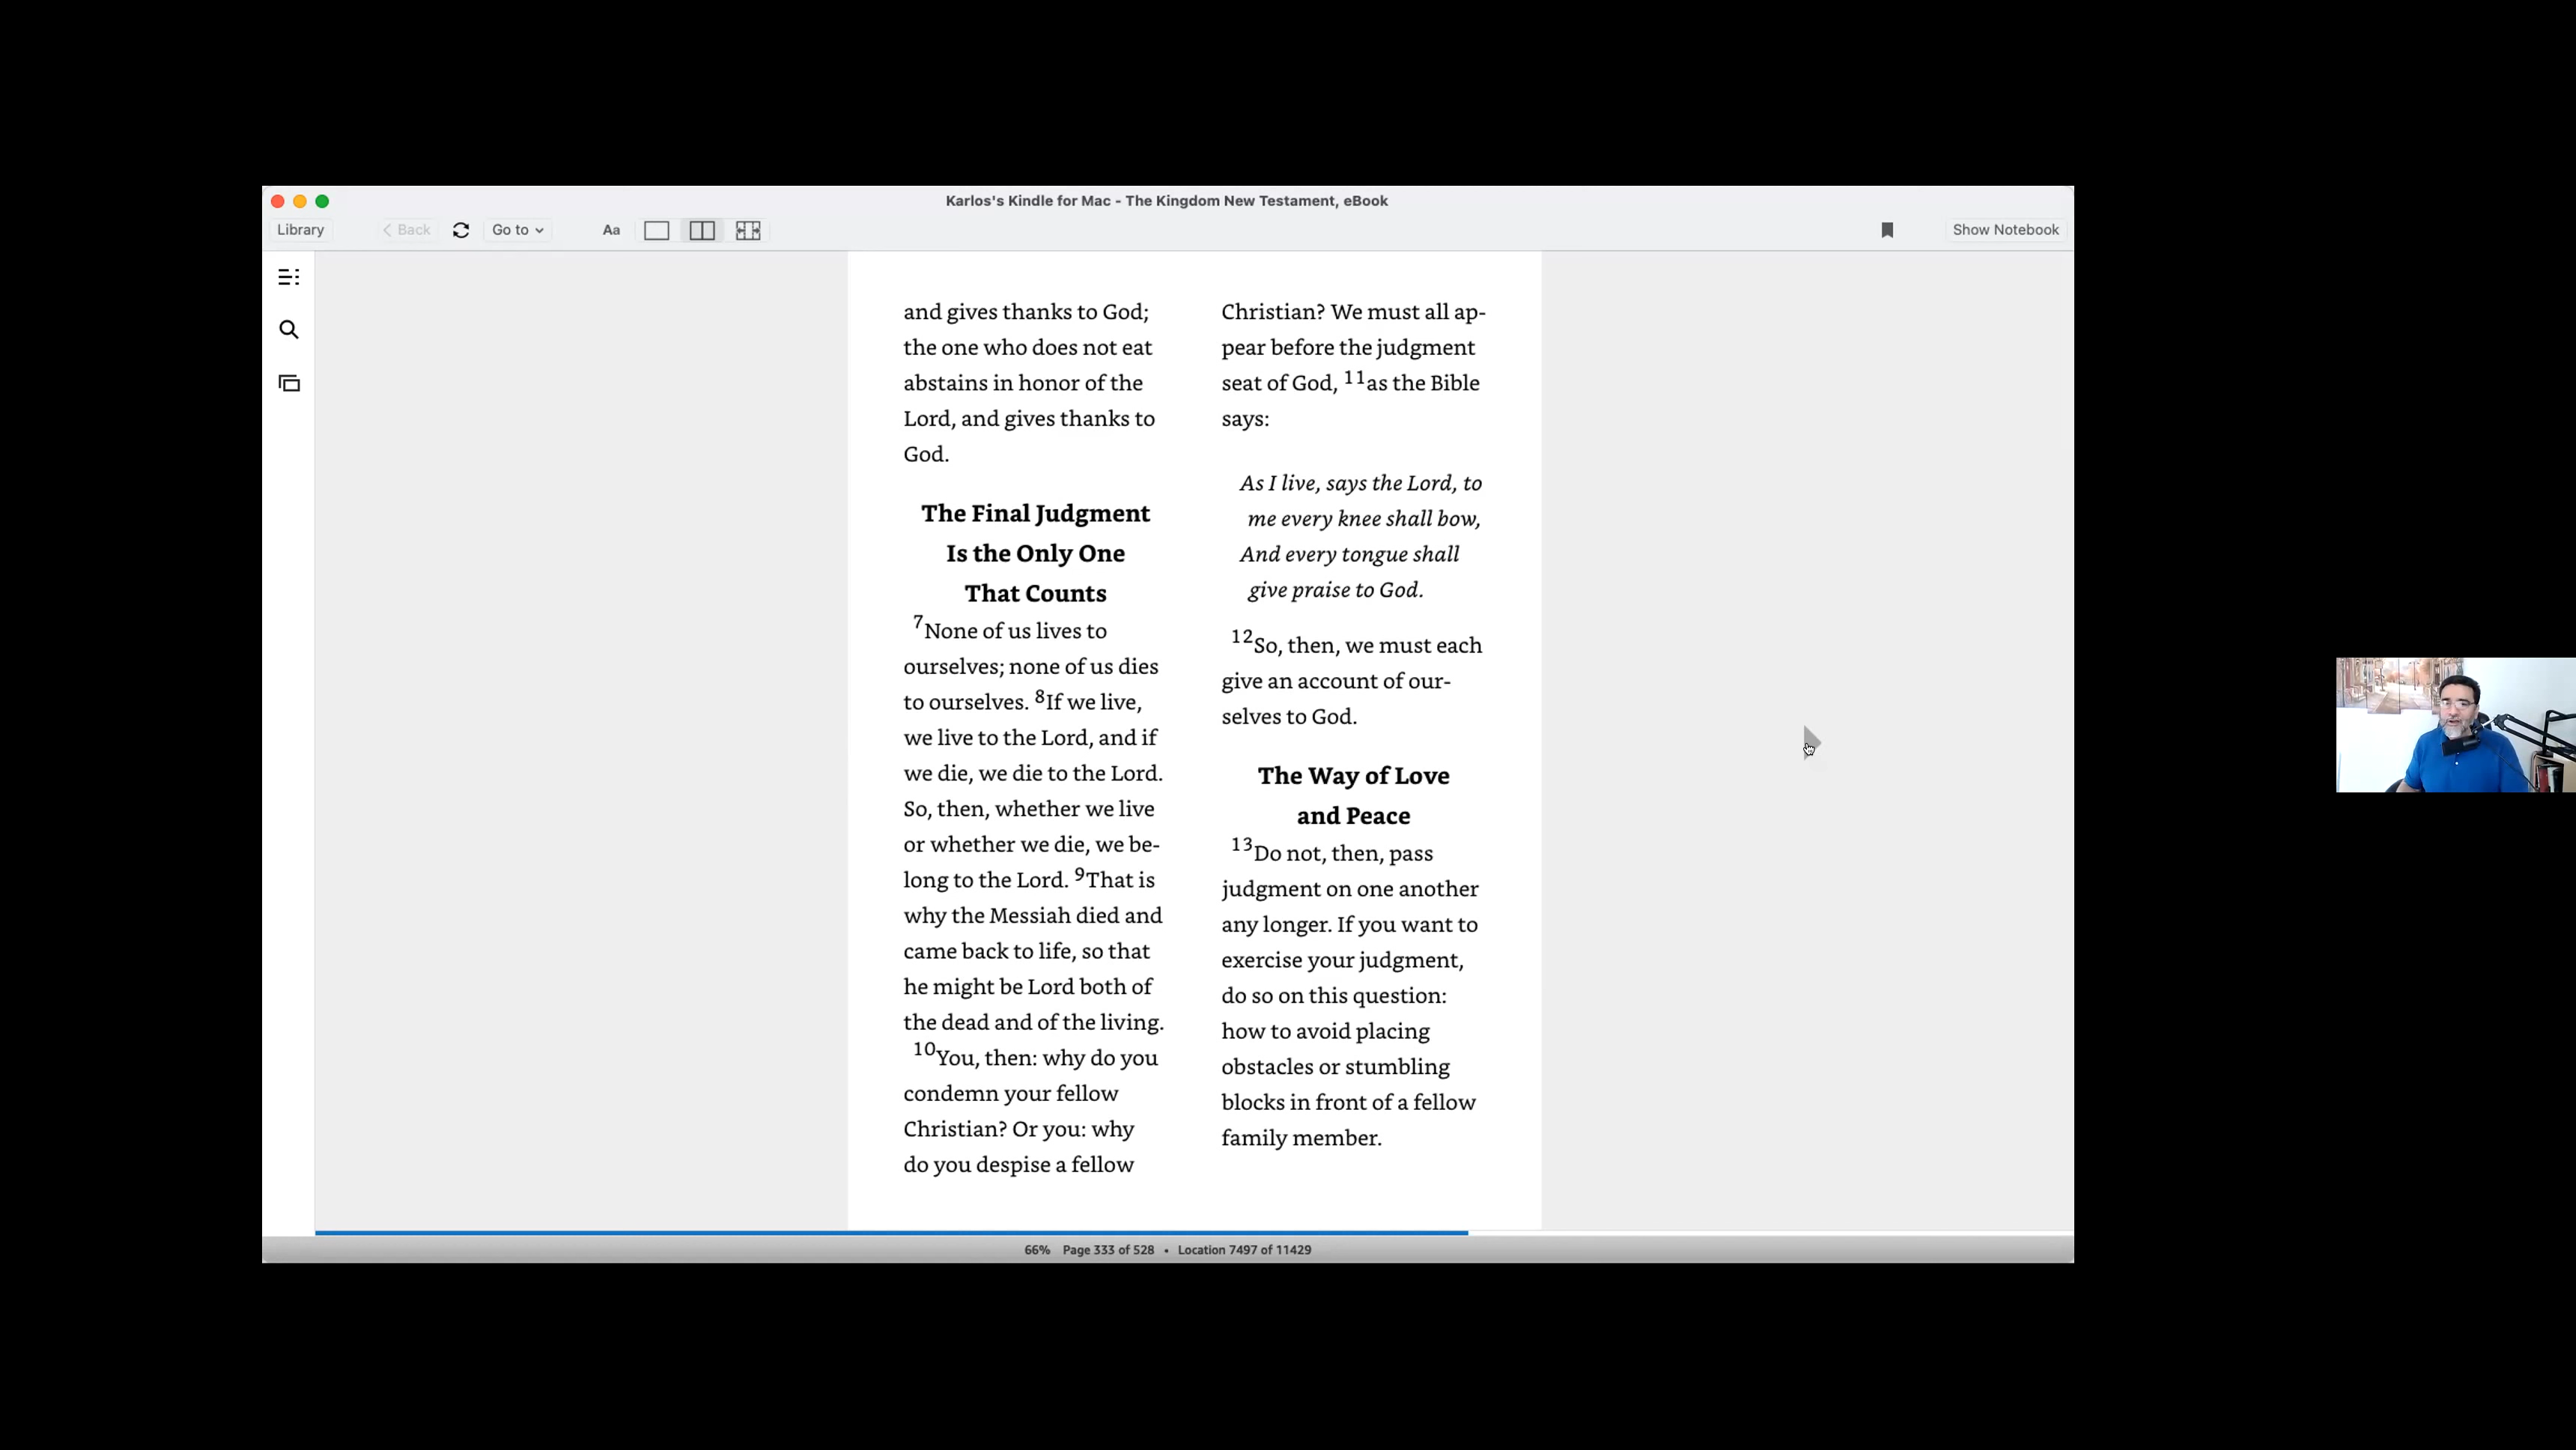 Karlos's Kindle for Mac - The Kingdom New Testament, eBook
Library
Back
Go to
Aa
Show Notebook
and gives thanks to God;
the one who does not eat
abstains in honor of the
Lord, and gives thanks to
God.
The Final Judgment
Is the Only One
That Counts
7None of us lives to
ourselves; none of us dies
to ourselves. 8If we live,
we live to the Lord, and if
we die, we die to the Lord.
So, then, whether we live
or whether we die, we be-
long to the Lord. 9That is
why the Messiah died and
came back to life, so that
he might be Lord both of
the dead and of the living.
10You, then: why do you
condemn your fellow
Christian? Or you: why
do you despise a fellow
Christian? We must all ap-
pear before the judgment
seat of God, 11as the Bible
says:
As I live, says the Lord, to
me every knee shall bow,
And every tongue shall
give praise to God.
12So, then, we must each
give an account of our-
selves to God.
The Way of Love
and Peace
13Do not, then, pass
judgment on one another
any longer. If you want to
exercise your judgment,
do so on this question:
how to avoid placing
obstacles or stumbling
blocks in front of a fellow
family member.
66% Page 333 of 528 • Location 7497 of 11429